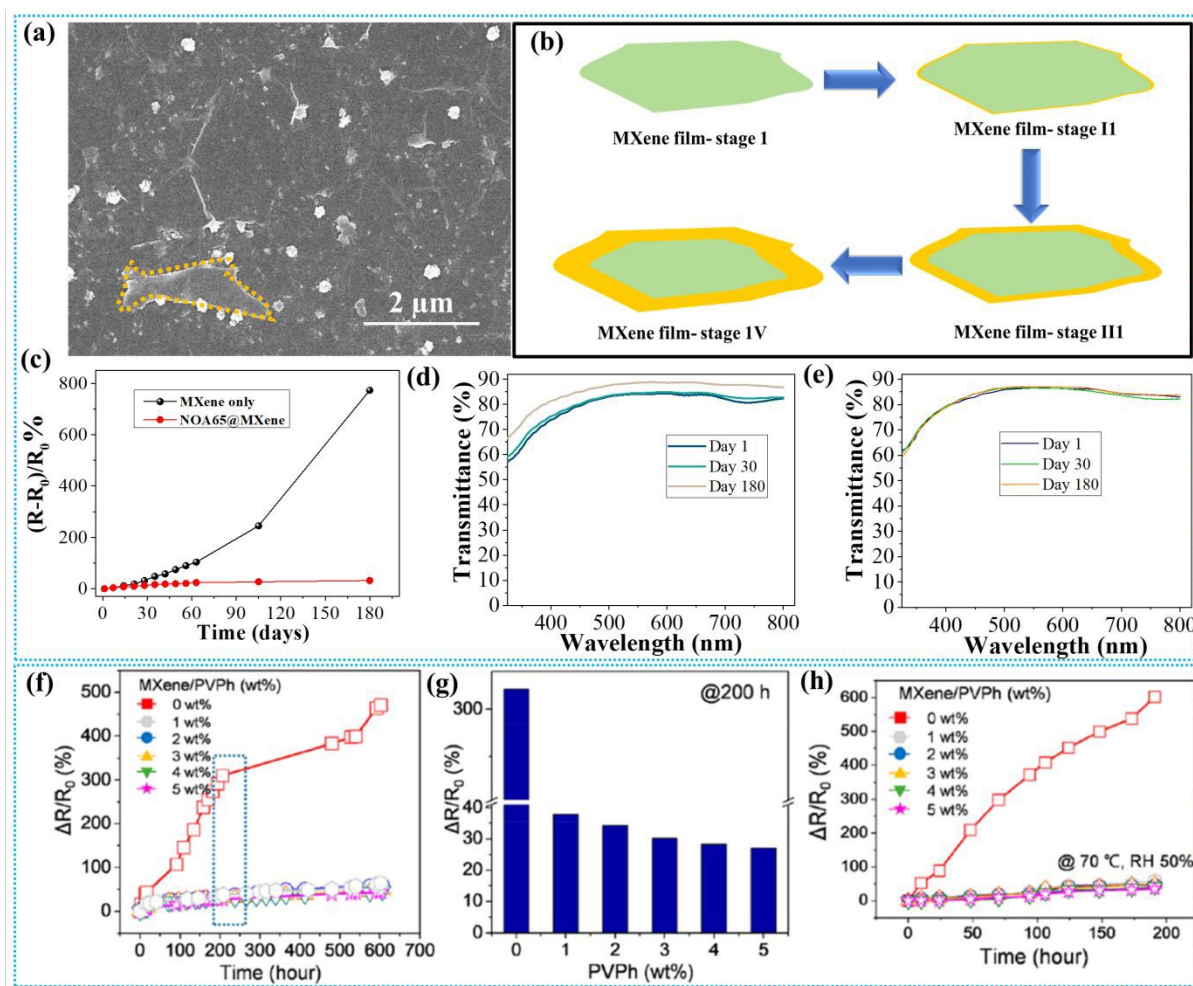 (a)
2 μm
(b)
MXene film- stage 1
MXene film- stage I1
MXene film- stage 1V
MXene film- stage II1
(c)
(R-R0)/R0%
800
600
400
200
0
MXene only
NOA65@MXene
0 30 60 90 120 150 180
Time (days)
(d)
Transmittance (%)
90
80
70
60
50
40
30
20
10
0
Day 1
Day 30
Day 180
400 500 600 700 800
Wavelength (nm)
(e)
Transmittance (%)
90
80
70
60
50
40
30
20
10
0
Day 1
Day 30
Day 180
400 500 600 700 800
Wavelength (nm)
(f)
ΔR/R0 (%)
500
400
300
200
100
0
MXene/PVPh (wt%)
0 wt%
1 wt%
2 wt%
3 wt%
4 wt%
5 wt%
0 100 200 300 400 500 600 700
Time (hour)
(g)
@200 h
ΔR/R0 (%)
300
40
30
20
10
0
0 1 2 3 4 5
PVPh (wt%)
(h)
ΔR/R0 (%)
600
500
400
300
200
100
0
MXene/PVPh (wt%)
0 wt%
1 wt%
2 wt%
3 wt%
4 wt%
5 wt%
@ 70 ℃, RH 50%
0 50 100 150 200
Time (hour)